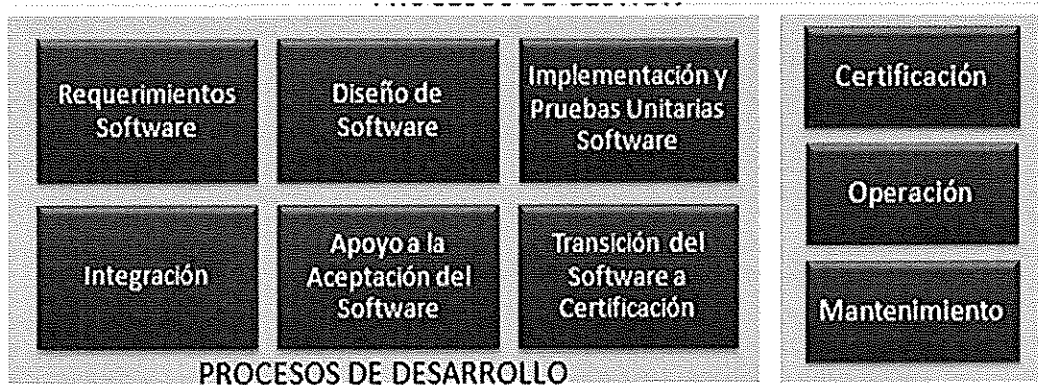 Requerimientos
Software
Diseño de
Software
Implementación y
Pruebas Unitarias
Software
Integración
Apoyo a la
Aceptación del
Software
Transición del
Software a
Certificación
PROCESOS DE DESARROLLO
Certificación
Operación
Mantenimiento